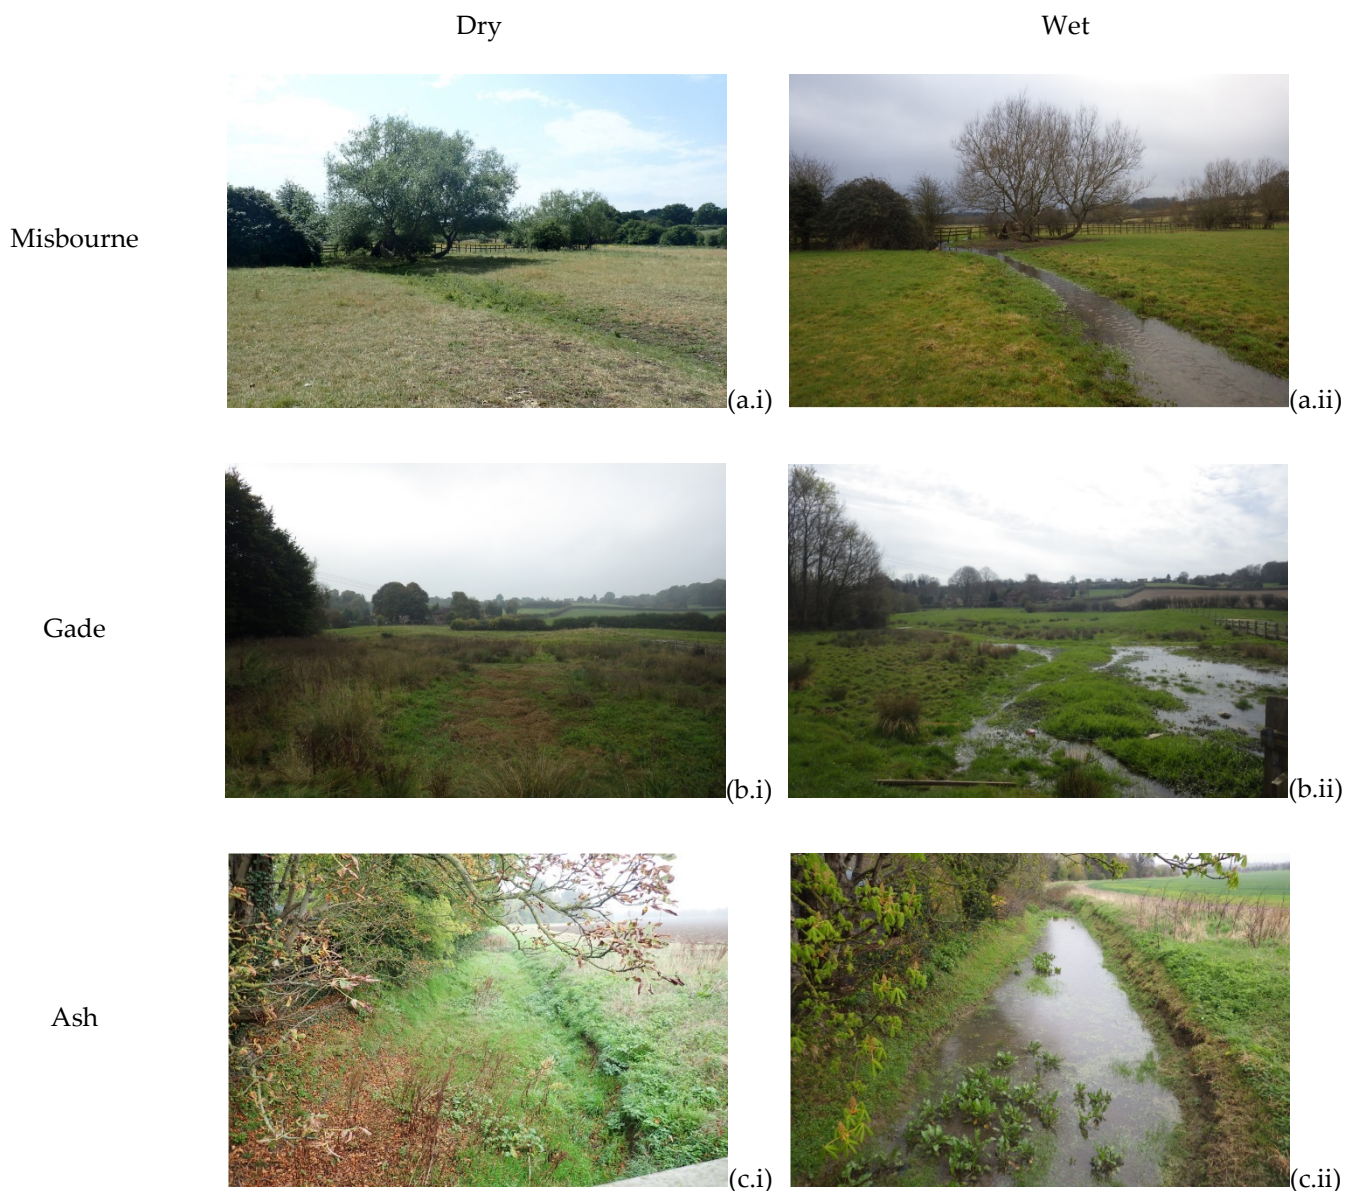 Dry Wet
Misbourne
(a.i) (a.ii)
Gade
(b.i) (b.ii)
Ash
(c.i) (c.ii)